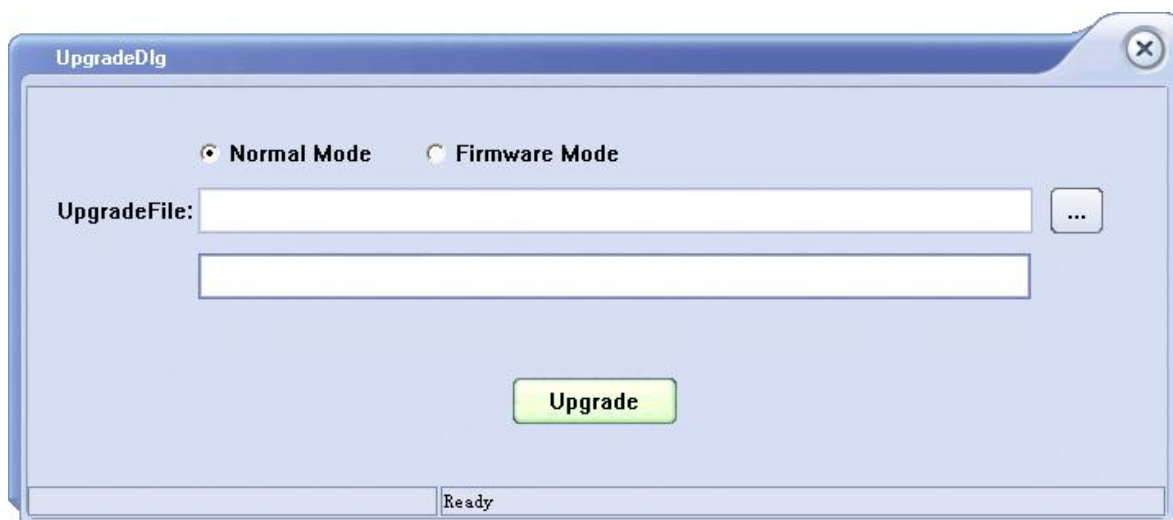 UpgradeDlg
Normal Mode Firmware Mode
UpgradeFile: ...
Upgrade
Ready